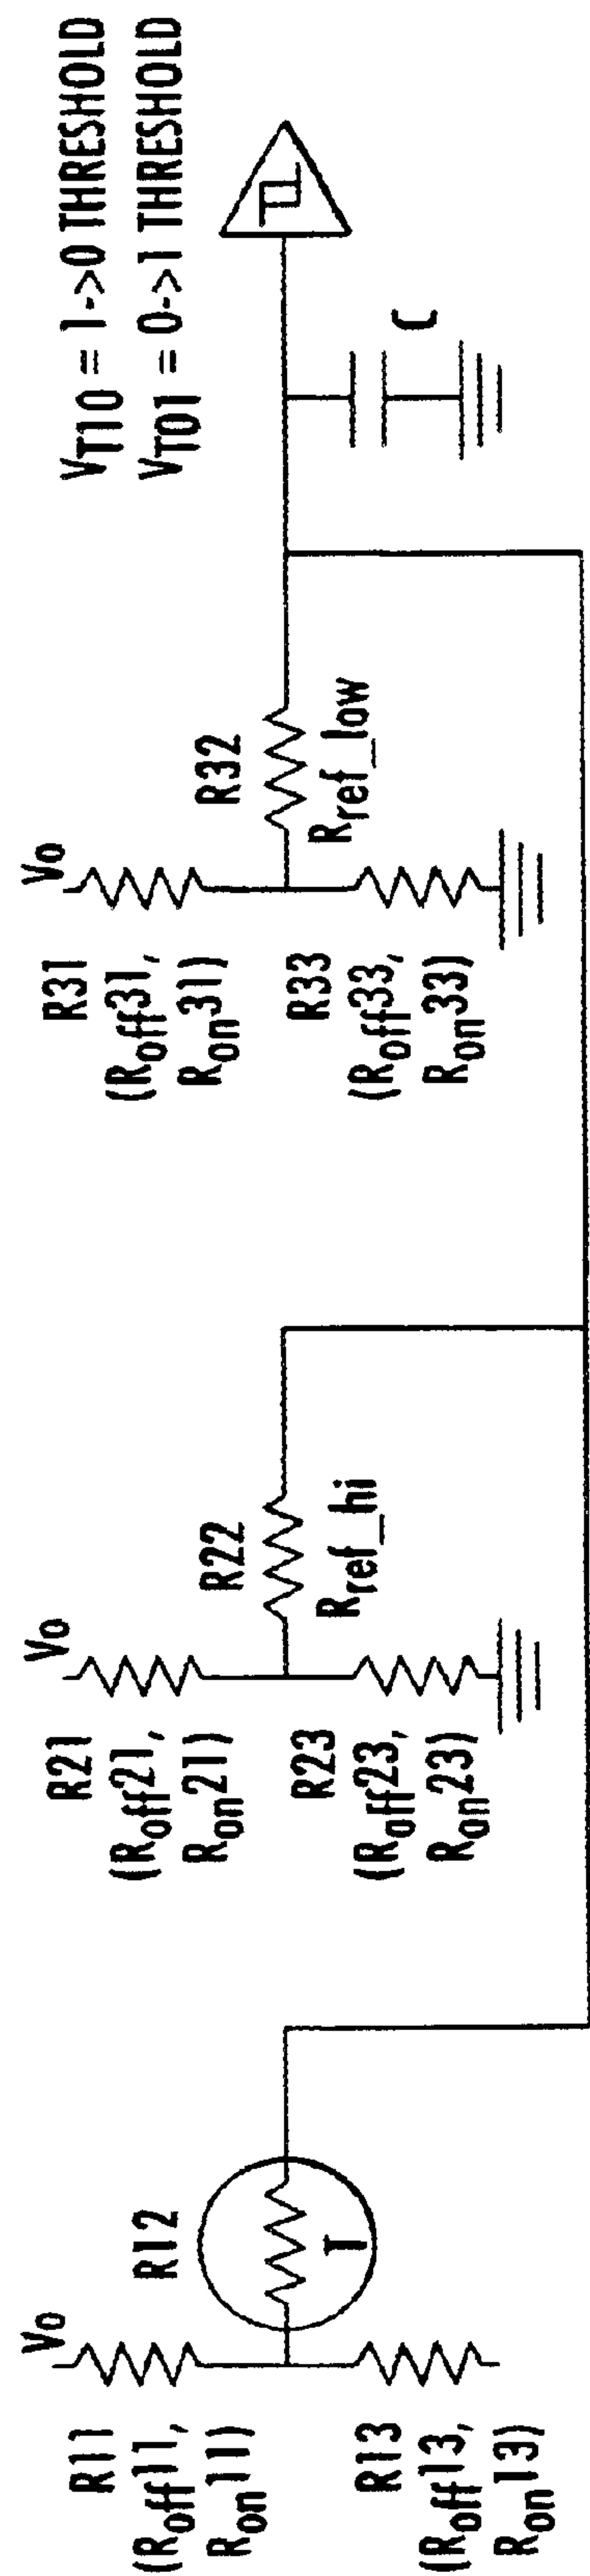 V_T10 = 1->0 THRESHOLD
V_T01 = 0->1 THRESHOLD
Vo
R11
(R_off11,
R_on11)
R12
T
R13
(R_off13,
R_on13)
Vo
R21
(R_off21,
R_on21)
R22
R_ref_hi
R23
(R_off23,
R_on23)
Vo
R31
(R_off31,
R_on31)
R32
R_ref_low
R33
(R_off33,
R_on33)
C